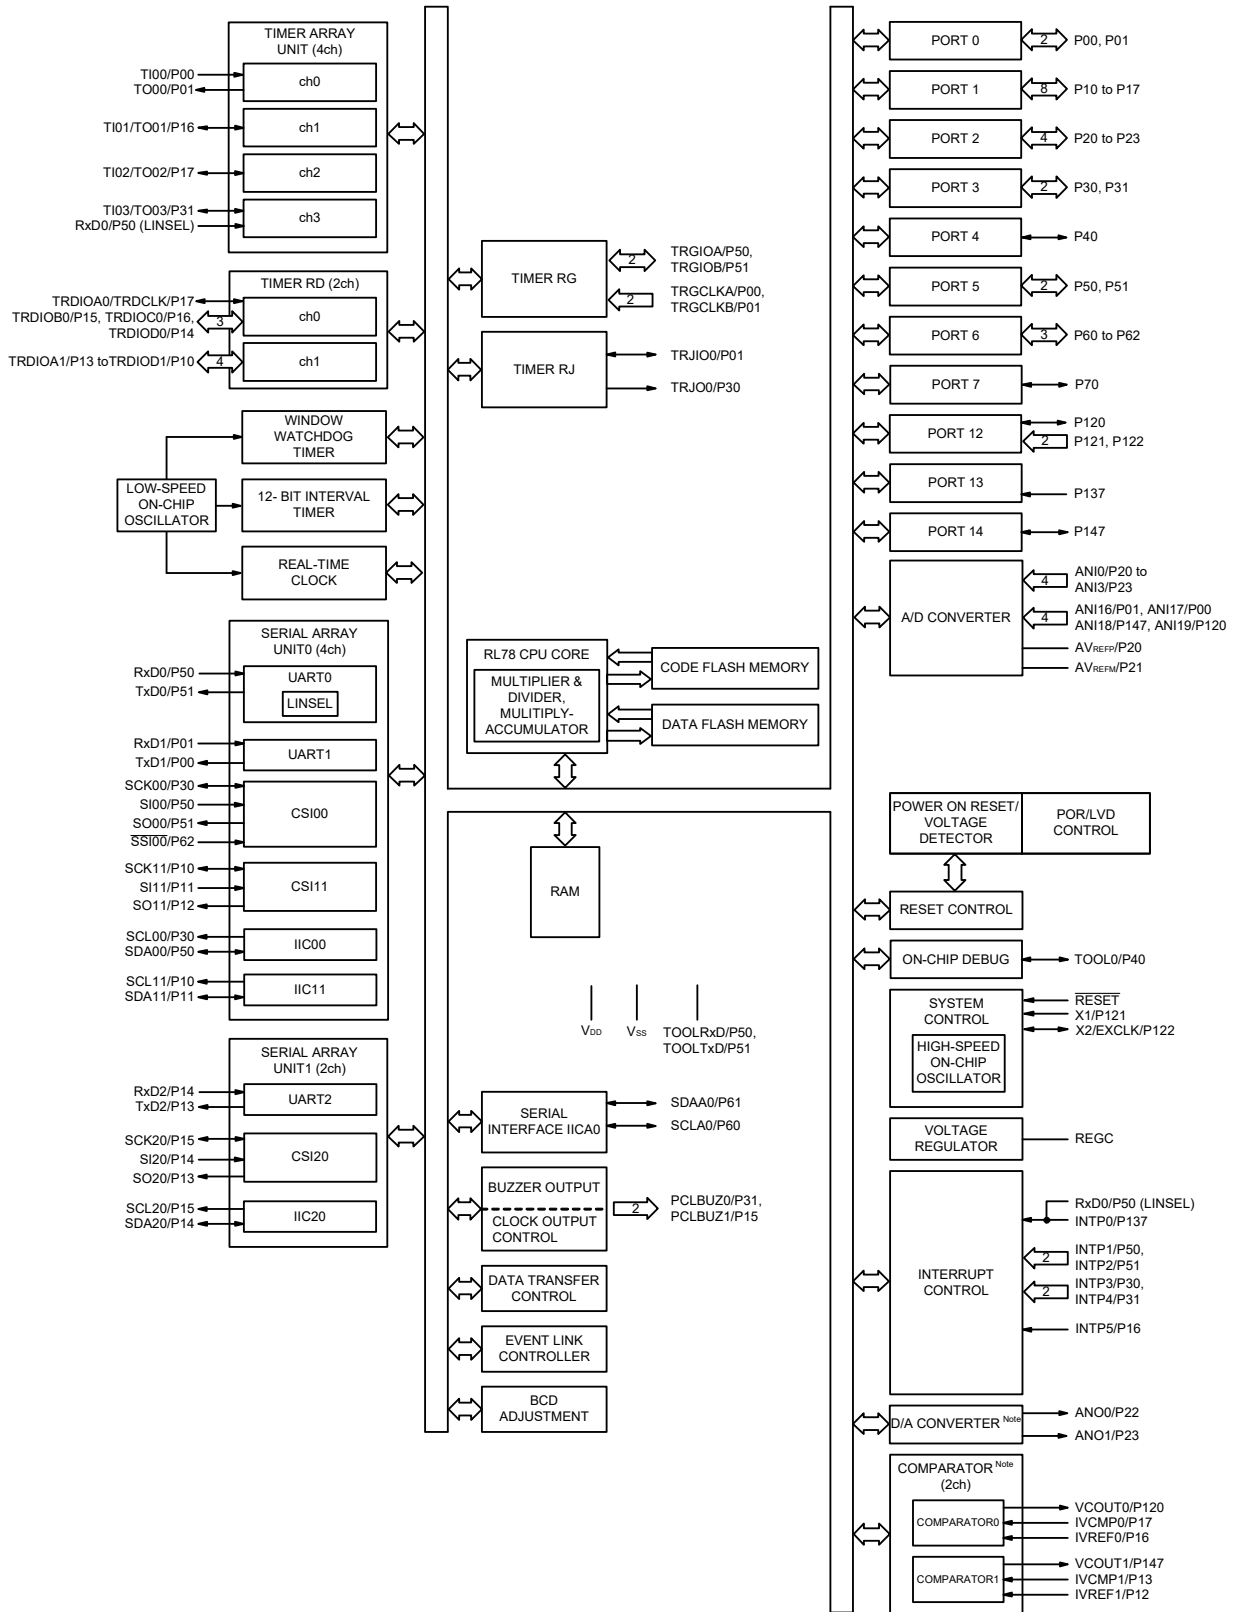 TIMER ARRAY
UNIT (4ch)
TI00/P00
TO00/P01
ch0
TI01/TO01/P16
ch1
TI02/TO02/P17
ch2
TI03/TO03/P31
RxD0/P50 (LINSEL)
ch3
TIMER RD (2ch)
TRDIOA0/TRDCLK/P17
TRDIOB0/P15, TRDIOC0/P16,
TRDIOD0/P14
3
ch0
TRDIOA1/P13 toTRDIOD1/P10
4
ch1
WINDOW
WATCHDOG
TIMER
LOW-SPEED
ON-CHIP
OSCILLATOR
12- BIT INTERVAL
TIMER
REAL-TIME
CLOCK
SERIAL ARRAY
UNIT0 (4ch)
RxD0/P50
TxD0/P51
UART0
LINSEL
RxD1/P01
TxD1/P00
UART1
SCK00/P30
SI00/P50
SO00/P51
SSI00/P62
CSI00
SCK11/P10
SI11/P11
SO11/P12
CSI11
SCL00/P30
SDA00/P50
IIC00
SCL11/P10
SDA11/P11
IIC11
SERIAL ARRAY
UNIT1 (2ch)
RxD2/P14
TxD2/P13
UART2
SCK20/P15
SI20/P14
SO20/P13
CSI20
SCL20/P15
SDA20/P14
IIC20
TIMER RG
2
TRGIOA/P50,
TRGIOB/P51
2
TRGCLKA/P00,
TRGCLKB/P01
TIMER RJ
TRJIO0/P01
TRJO0/P30
RL78 CPU CORE
MULTIPLIER &
DIVIDER,
MULITIPLY-
ACCUMULATOR
CODE FLASH MEMORY
DATA FLASH MEMORY
RAM
VDD
VSS
TOOLRxD/P50,
TOOLTxD/P51
SERIAL
INTERFACE IICA0
SDAA0/P61
SCLA0/P60
BUZZER OUTPUT
CLOCK OUTPUT
CONTROL
2
PCLBUZ0/P31,
PCLBUZ1/P15
DATA TRANSFER
CONTROL
EVENT LINK
CONTROLLER
BCD
ADJUSTMENT
PORT 0
2
P00, P01
PORT 1
8
P10 to P17
PORT 2
4
P20 to P23
PORT 3
2
P30, P31
PORT 4
P40
PORT 5
2
P50, P51
PORT 6
3
P60 to P62
PORT 7
P70
PORT 12
P120
2
P121, P122
PORT 13
P137
PORT 14
P147
A/D CONVERTER
4
ANI0/P20 to
ANI3/P23
4
ANI16/P01, ANI17/P00
ANI18/P147, ANI19/P120
AVREFP/P20
AVREFM/P21
POWER ON RESET/
VOLTAGE
DETECTOR
POR/LVD
CONTROL
RESET CONTROL
ON-CHIP DEBUG
TOOL0/P40
SYSTEM
CONTROL
HIGH-SPEED
ON-CHIP
OSCILLATOR
RESET
X1/P121
X2/EXCLK/P122
VOLTAGE
REGULATOR
REGC
INTERRUPT
CONTROL
RxD0/P50 (LINSEL)
INTP0/P137
2
INTP1/P50,
INTP2/P51
2
INTP3/P30,
INTP4/P31
INTP5/P16
D/A CONVERTER Note
ANO0/P22
ANO1/P23
COMPARATOR Note
(2ch)
COMPARATOR0
VCOUT0/P120
IVCMP0/P17
IVREF0/P16
COMPARATOR1
VCOUT1/P147
IVCMP1/P13
IVREF1/P12